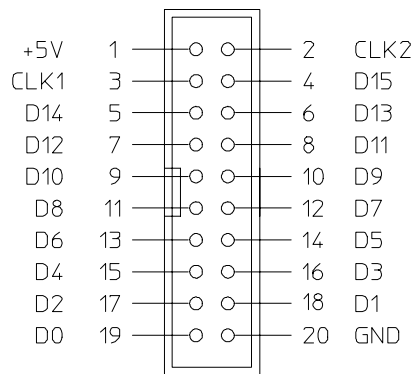 +5V 1 2 CLK2
CLK1 3 4 D15
D14 5 6 D13
D12 7 8 D11
D10 9 10 D9
D8 11 12 D7
D6 13 14 D5
D4 15 16 D3
D2 17 18 D1
D0 19 20 GND